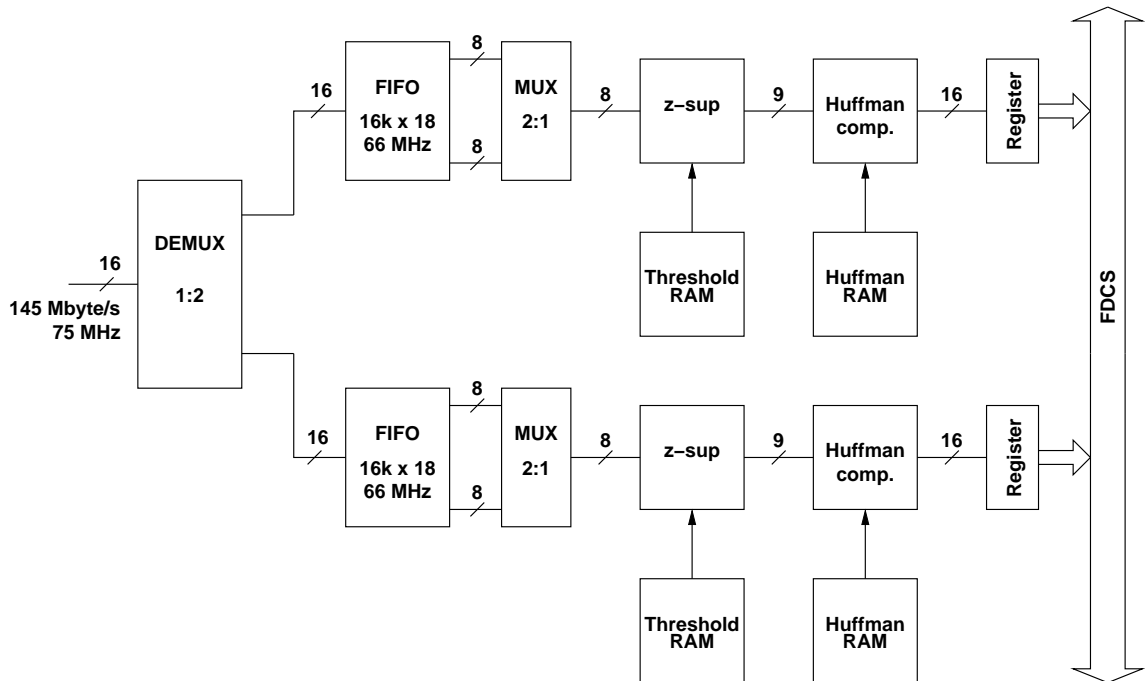 16
145 Mbyte/s
75 MHz
DEMUX
1:2
16
FIFO
16k x 18
66 MHz
8
8
MUX
2:1
8
z–sup
9
Huffman
comp.
16
Register
Threshold
RAM
Huffman
RAM
16
FIFO
16k x 18
66 MHz
8
8
MUX
2:1
8
z–sup
9
Huffman
comp.
16
Register
Threshold
RAM
Huffman
RAM
FDCS